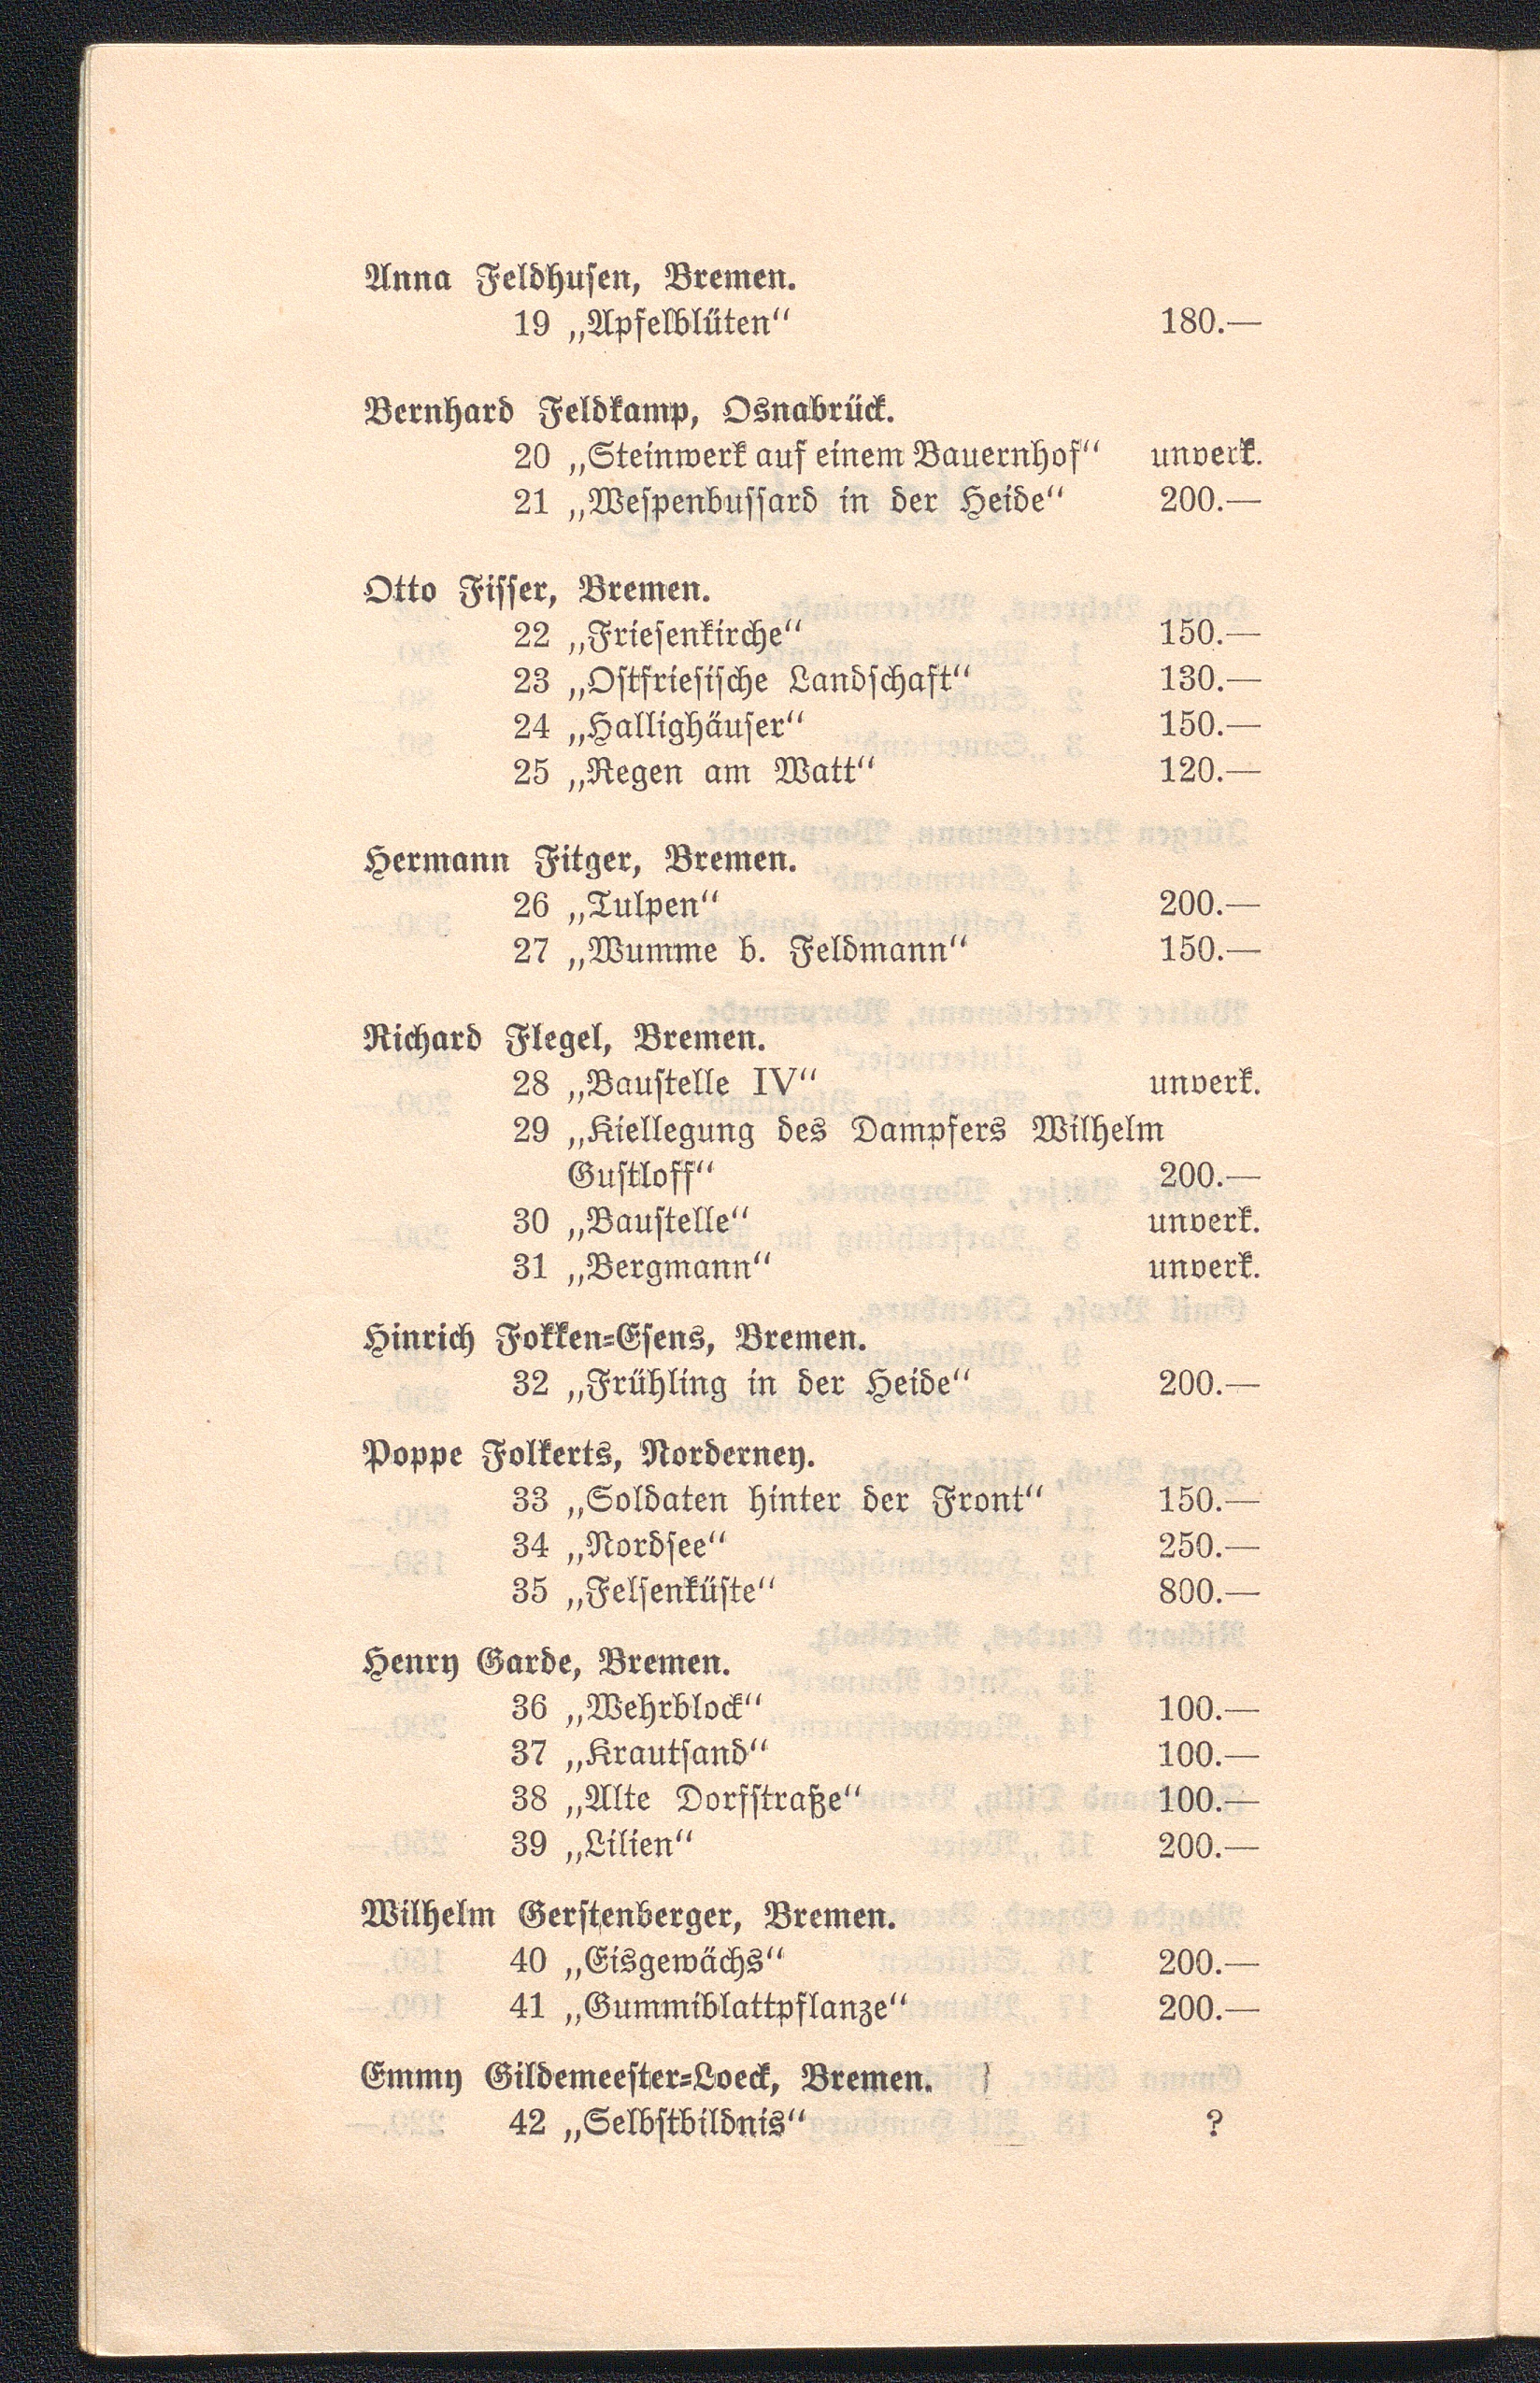 Anna Feldhusen, Bremen.
19 „Apfelblüten“ 180.—
Bernhard Feldkamp, Osnabrück.
20 „Steinwerk auf einem Bauernhof“ unverk.
21 „Wespenbussard in der Heide“ 200.—
Otto Fisser, Bremen.
22 „Friesenkirche“ 150.—
23 „Ostfriesische Landschaft“ 130.—
24 „Hallighäuser“ 150.—
25 „Regen am Watt“ 120.—
Hermann Fitger, Bremen.
26 „Tulpen“ 200.—
27 „Wumme b. Feldmann“ 150.—
Richard Flegel, Bremen.
28 „Baustelle IV“ unverk.
29 „Kiellegung des Dampfers Wilhelm
Gustloff“ 200.—
30 „Baustelle“ unverk.
31 „Bergmann“ unverk.
Hinrich Fokken=Esens, Bremen.
32 „Frühling in der Heide“ 200.—
Poppe Folkerts, Norderney.
33 „Soldaten hinter der Front“ 150.—
34 „Nordsee“ 250.—
35 „Felsenküste“ 800.—
Henry Garde, Bremen.
36 „Wehrblock“ 100.—
37 „Krautsand“ 100.—
38 „Alte Dorfstraße“ 100.—
39 „Lilien“ 200.—
Wilhelm Gerstenberger, Bremen.
40 „Eisgewächs“ 200.—
41 „Gummiblattpflanze“ 200.—
Emmy Gildemeester=Loeck, Bremen.
42 „Selbstbildnis“ ?